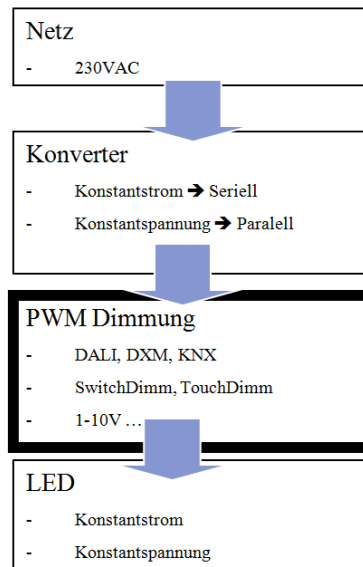 Netz
- 230VAC
Konverter
- Konstantstrom ➔ Seriell
- Konstantspannung ➔ Paralell
PWM Dimmung
- DALI, DXM, KNX
- SwitchDimm, TouchDimm
- 1-10V ...
LED
- Konstantstrom
- Konstantspannung